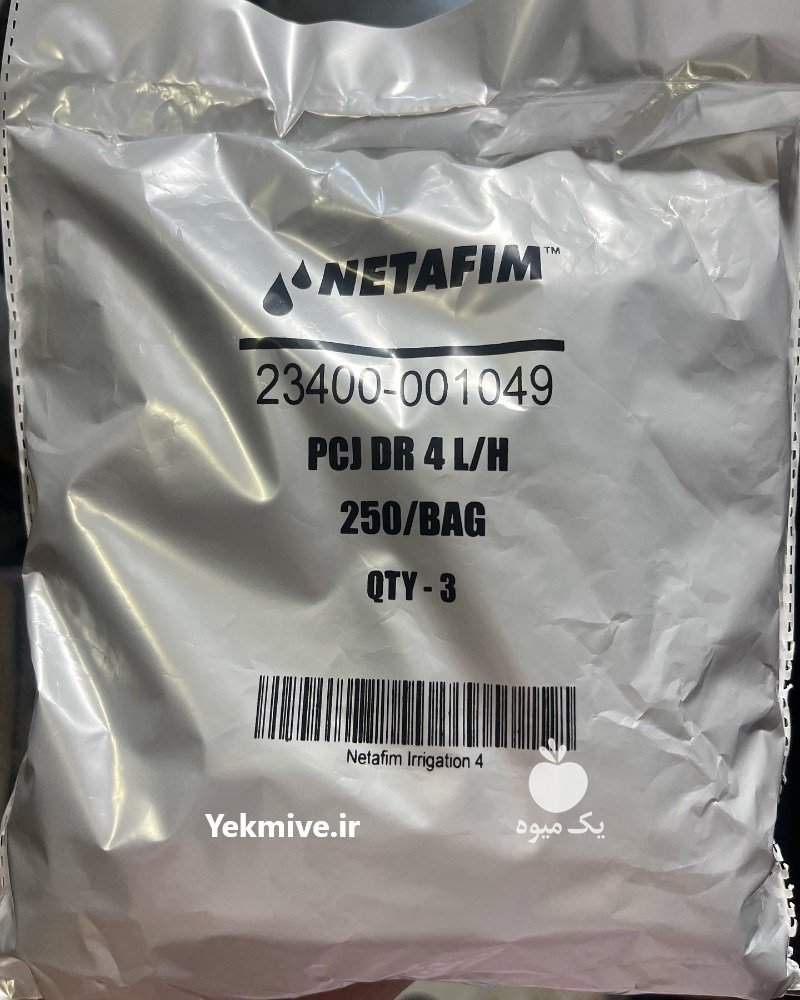 NETAFIM™
23400-001049
PCJ DR 4 L/H
250/BAG
QTY - 3
Netafim Irrigation 4
Yekmive.ir
یک میوه